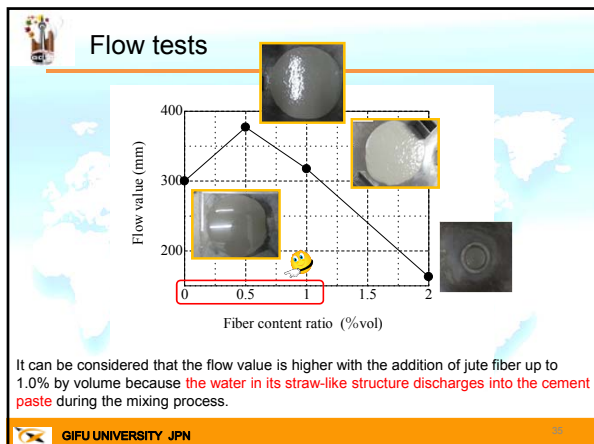 Flow tests
400
300
200
Flow value (mm)
0 0.5 1 1.5 2
Fiber content ratio (%vol)
It can be considered that the flow value is higher with the addition of jute fiber up to
1.0% by volume because the water in its straw-like structure discharges into the cement
paste during the mixing process.
GIFU UNIVERSITY JPN
35